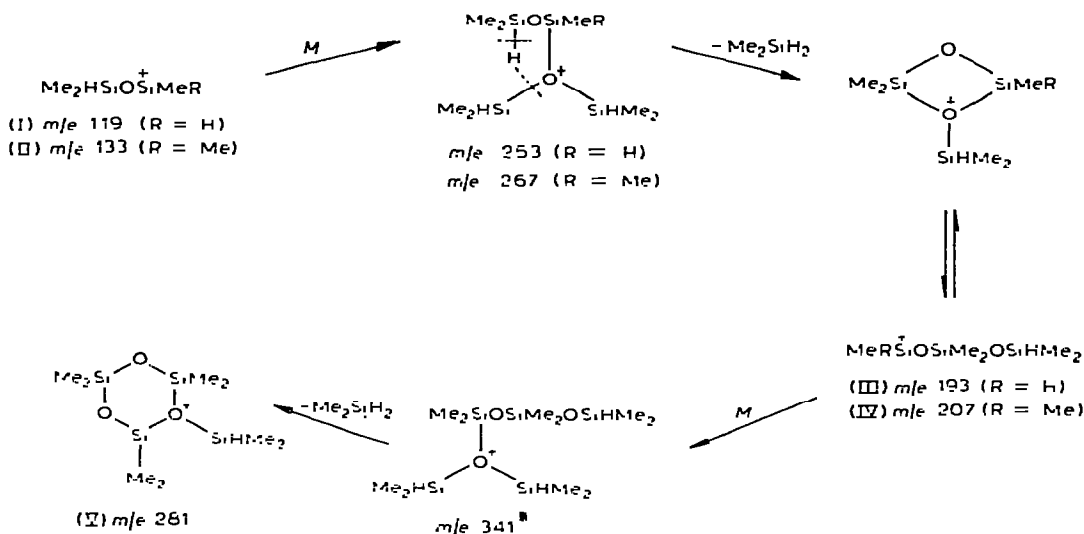 Me2HSiOS⁺iMeR
(I) m/e 119 (R = H)
(II) m/e 133 (R = Me)
M
Me2SiOSiMeR
H
O+
Me2HSi SiHMe2
m/e 253 (R = H)
m/e 267 (R = Me)
- Me2SiH2
O
Me2Si SiMeR
O+
SiHMe2
MeRS⁺iOSiMe2OSiHMe2
(III) m/e 193 (R = H)
(IV) m/e 207 (R = Me)
M
Me2SiOSiMe2OSiHMe2
O+
Me2HSi SiHMe2
m/e 341*
-Me2SiH2
O
Me2Si SiMe2
O O+
Si SiHMe2
Me2
(V) m/e 281